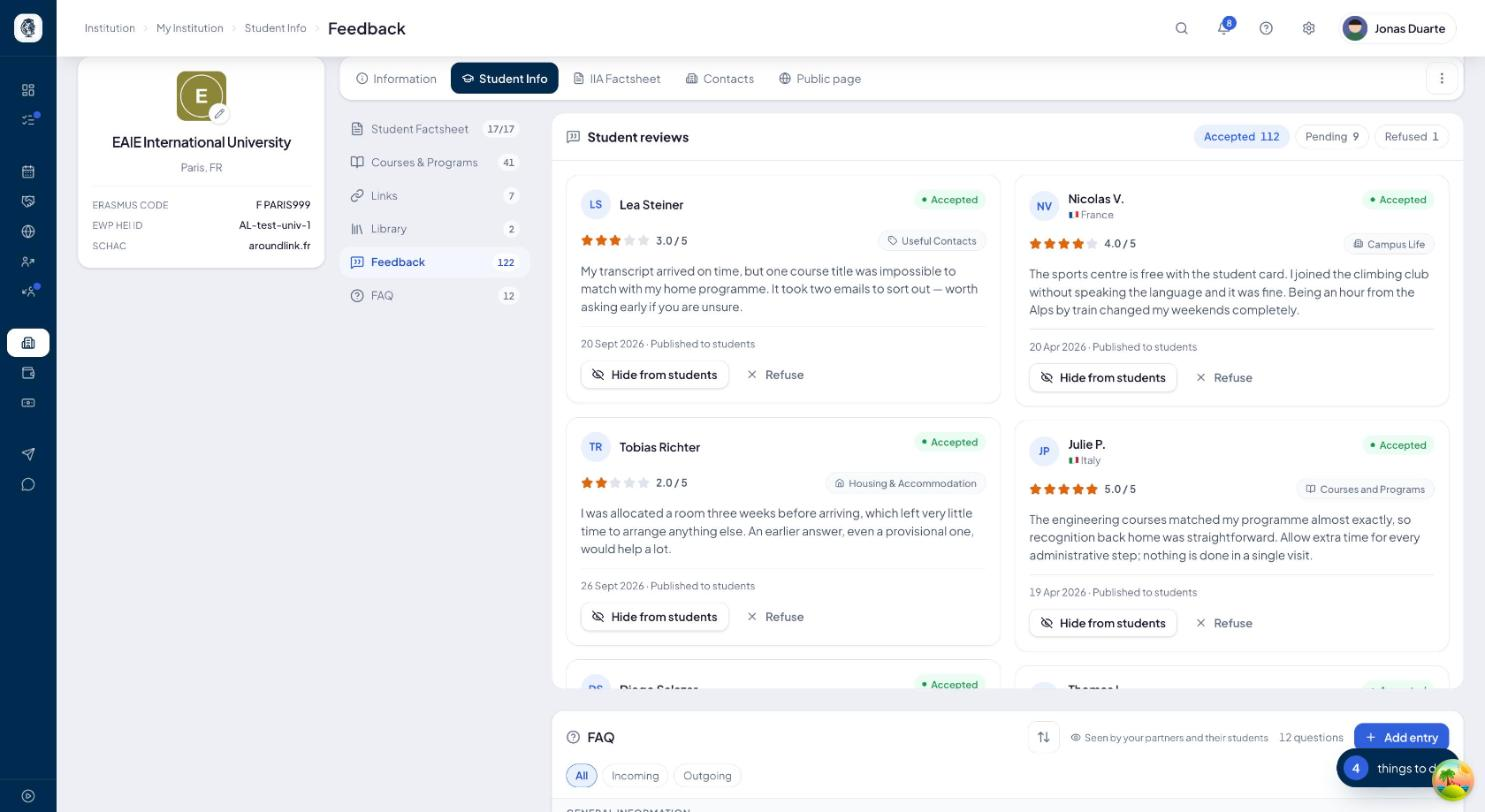 Institution
My Institution
Student Info
Feedback
8
Jonas Duarte
E
EAIE International University
Paris, FR
ERASMUS CODE F PARIS999
EWP HEI ID AL-test-univ-1
SCHAC aroundlink.fr
Information
Student Info
IIA Factsheet
Contacts
Public page
Student Factsheet 17/17
Courses & Programs 41
Links 7
Library 2
Feedback 122
FAQ 12
Student reviews
Accepted 112
Pending 9
Refused 1
LS
Lea Steiner
Accepted
3.0 / 5
Useful Contacts
My transcript arrived on time, but one course title was impossible to
match with my home programme. It took two emails to sort out — worth
asking early if you are unsure.
20 Sept 2026 · Published to students
Hide from students
Refuse
NV
Nicolas V.
France
Accepted
4.0 / 5
Campus Life
The sports centre is free with the student card. I joined the climbing club
without speaking the language and it was fine. Being an hour from the
Alps by train changed my weekends completely.
20 Apr 2026 · Published to students
Hide from students
Refuse
TR
Tobias Richter
Accepted
2.0 / 5
Housing & Accommodation
I was allocated a room three weeks before arriving, which left very little
time to arrange anything else. An earlier answer, even a provisional one,
would help a lot.
26 Sept 2026 · Published to students
Hide from students
Refuse
JP
Julie P.
Italy
Accepted
5.0 / 5
Courses and Programs
The engineering courses matched my programme almost exactly, so
recognition back home was straightforward. Allow extra time for every
administrative step; nothing is done in a single visit.
19 Apr 2026 · Published to students
Hide from students
Refuse
DS
Diego Salazar
Accepted
FAQ
Seen by your partners and their students
12 questions
Add entry
All
Incoming
Outgoing
4 things to
GENERAL INFORMATION